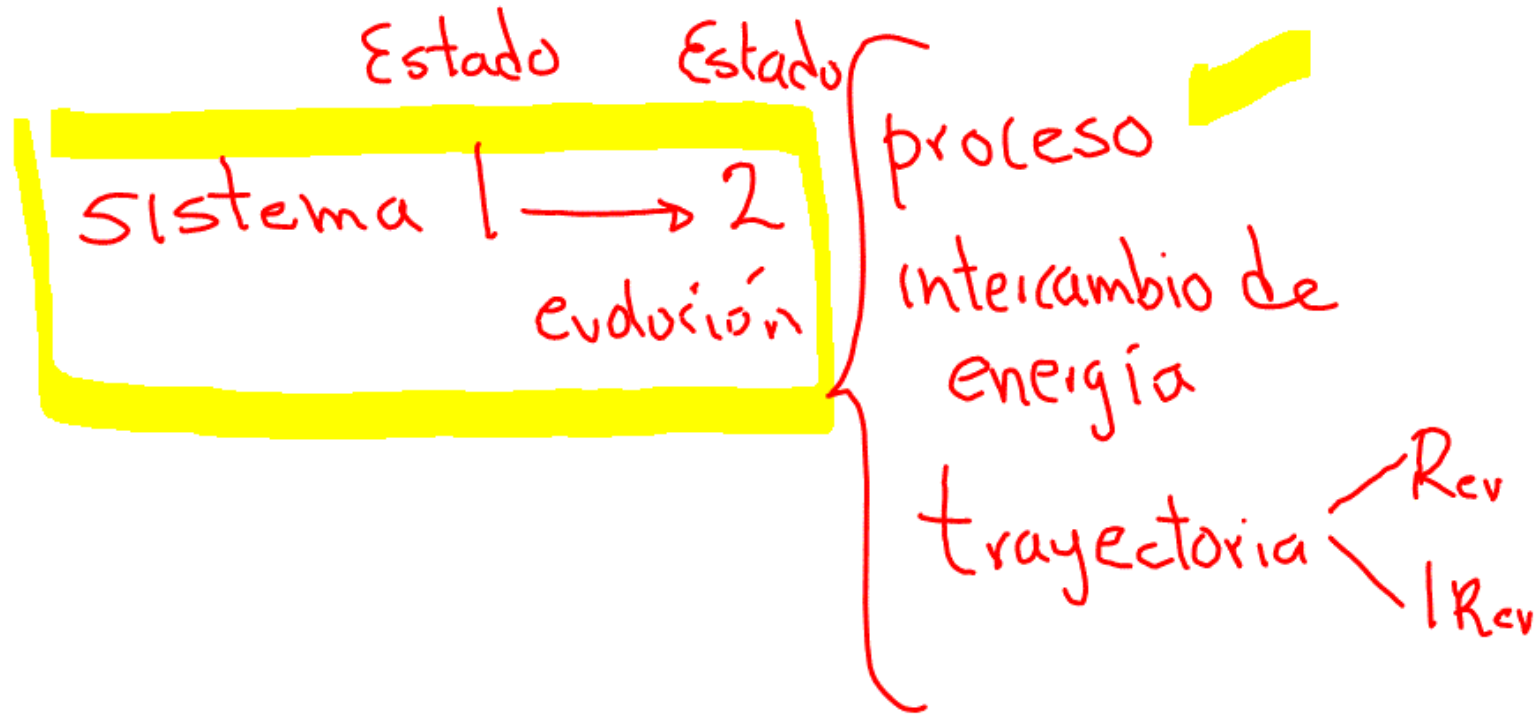 Estado Estado
sistema 1 → 2
evolución
proceso
intercambio de
energía
trayectoria
Rev
IRev